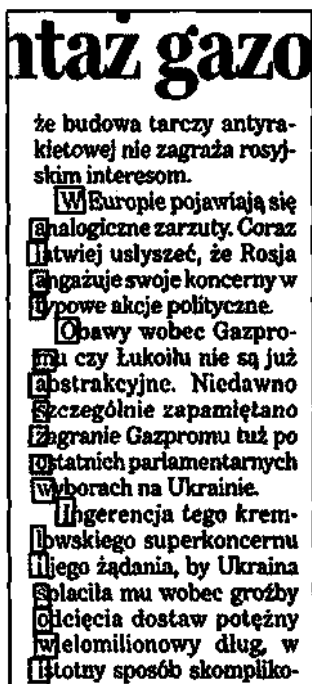 ntaż gazo
że budowa tarczy antyra-
kietowej nie zagraża rosyj-
skim interesom.
W Europie pojawiają się
analogiczne zarzuty. Coraz
łatwiej usłyszeć, że Rosja
angażuje swoje koncerny w
typowe akcje polityczne.
Obawy wobec Gazpro-
mu czy Łukoilu nie są już
abstrakcyjne. Niedawno
szczególnie zapamiętano
zagranie Gazpromu tuż po
ostatnich parlamentarnych
wyborach na Ukrainie.
Ingerencja tego krem-
lowskiego superkoncernu
i jego żądania, by Ukraina
spłaciła mu wobec groźby
odcięcia dostaw potężny
wielomilionowy dług, w
istotny sposób skompliko-